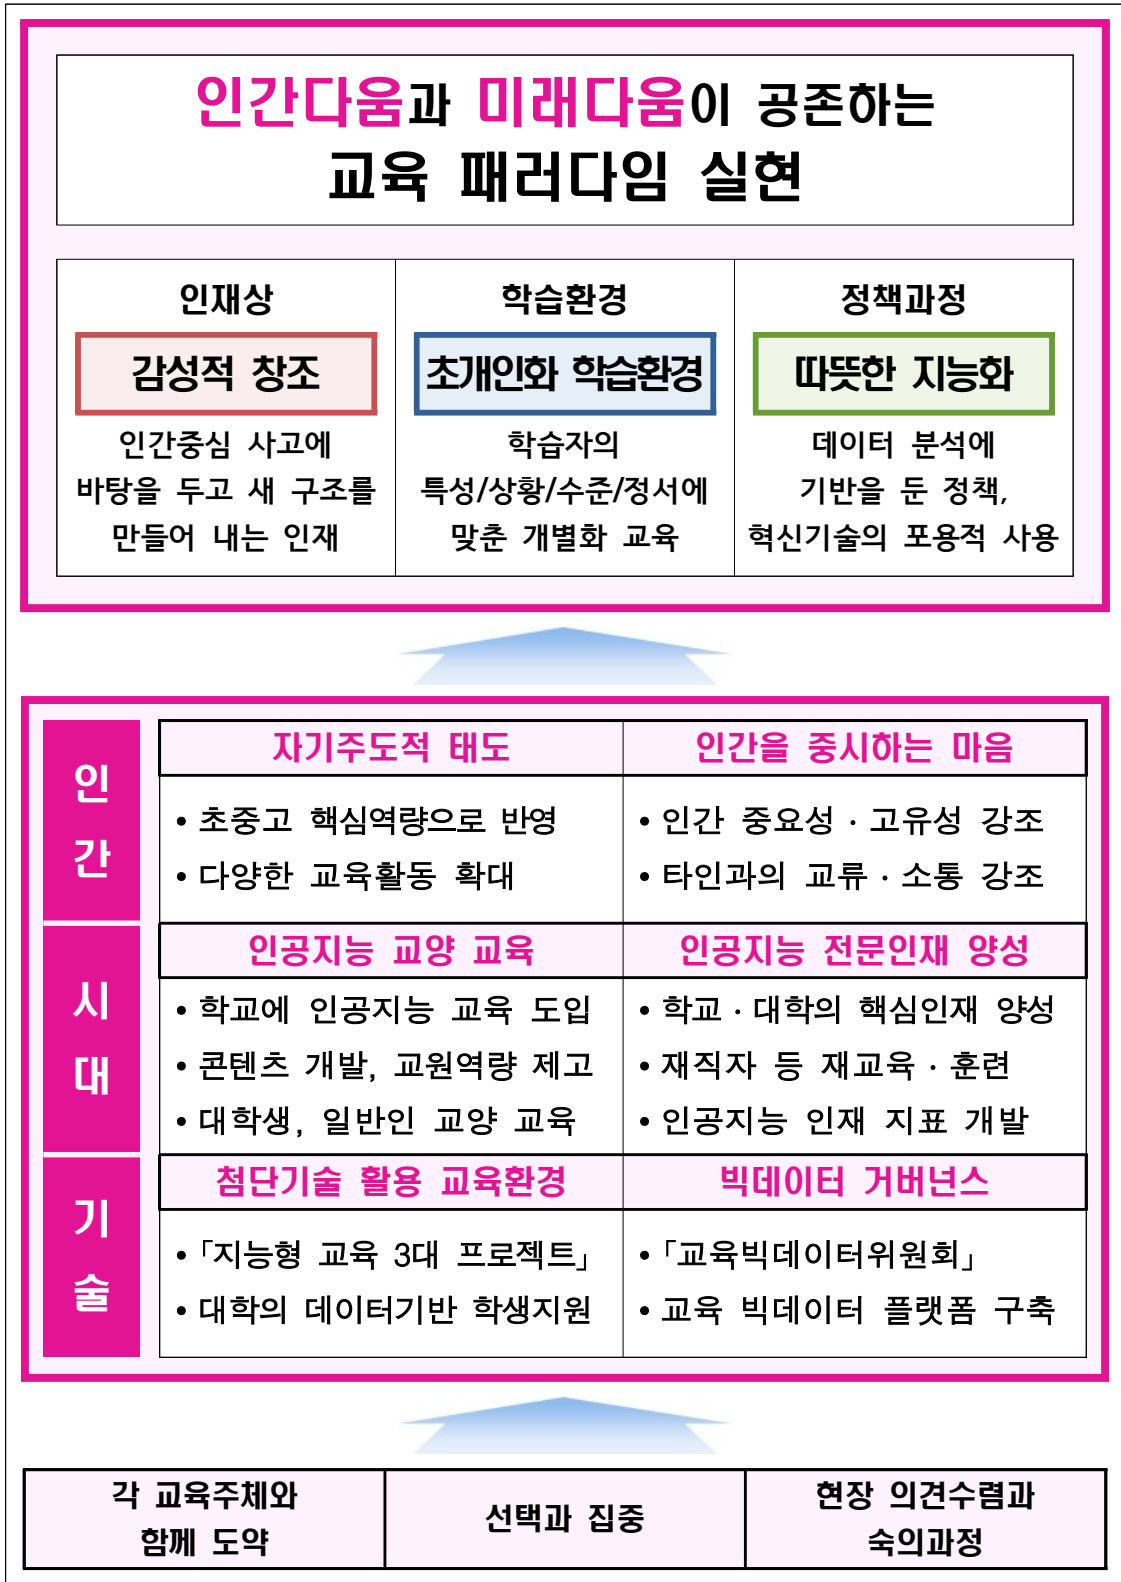 인간다움과 미래다움이 공존하는
교육 패러다임 실현
인재상
감성적 창조
인간중심 사고에
바탕을 두고 새 구조를
만들어 내는 인재
학습환경
초개인화 학습환경
학습자의
특성/상황/수준/정서에
맞춘 개별화 교육
정책과정
따뜻한 지능화
데이터 분석에
기반을 둔 정책,
혁신기술의 포용적 사용
인간
자기주도적 태도
• 초중고 핵심역량으로 반영
• 다양한 교육활동 확대
인간을 중시하는 마음
• 인간 중요성 · 고유성 강조
• 타인과의 교류 · 소통 강조
시대
인공지능 교양 교육
• 학교에 인공지능 교육 도입
• 콘텐츠 개발, 교원역량 제고
• 대학생, 일반인 교양 교육
인공지능 전문인재 양성
• 학교 · 대학의 핵심인재 양성
• 재직자 등 재교육 · 훈련
• 인공지능 인재 지표 개발
기술
첨단기술 활용 교육환경
• 「지능형 교육 3대 프로젝트」
• 대학의 데이터기반 학생지원
빅데이터 거버넌스
• 「교육빅데이터위원회」
• 교육 빅데이터 플랫폼 구축
각 교육주체와
함께 도약
선택과 집중
현장 의견수렴과
숙의과정